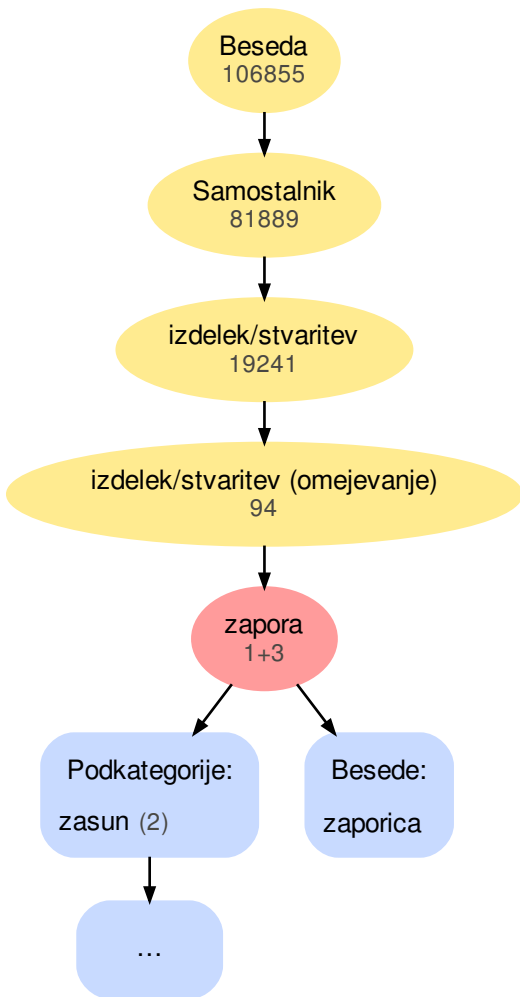 Beseda
106855
Samostalnik
81889
izdelek/stvaritev
19241
izdelek/stvaritev (omejevanje)
94
zapora
1+3
Podkategorije:
zasun (2)
Besede:
zaporica
...